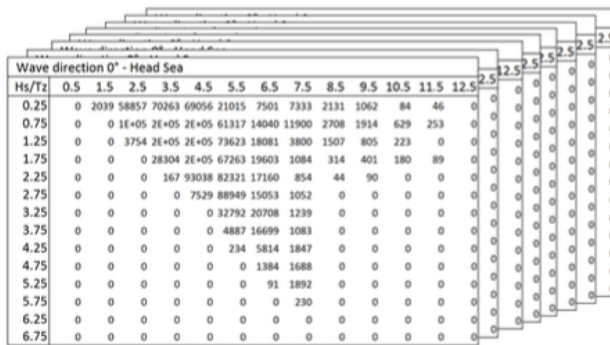 Wave direction 0° - Head Sea
Hs/Tz 0.5 1.5 2.5 3.5 4.5 5.5 6.5 7.5 8.5 9.5 10.5 11.5 12.5
0.25 0 2039 58857 70263 69056 21015 7501 7333 2131 1062 84 46 0
0.75 0 0 1E+05 2E+05 2E+05 61317 14040 11900 2708 1914 629 253 0
1.25 0 3754 2E+05 2E+05 73623 18081 3800 1507 805 223 0 0
1.75 0 0 28304 2E+05 67263 19603 1084 314 401 180 89 0
2.25 0 0 0 167 93038 82321 17160 854 44 90 0 0 0
2.75 0 0 0 0 7529 88949 15053 1052 0 0 0 0 0
3.25 0 0 0 0 0 32792 20708 1239 0 0 0 0 0
3.75 0 0 0 0 0 4887 16699 1083 0 0 0 0 0
4.25 0 0 0 0 0 234 5814 1847 0 0 0 0 0
4.75 0 0 0 0 0 0 1384 1688 0 0 0 0 0
5.25 0 0 0 0 0 0 91 1892 0 0 0 0 0
5.75 0 0 0 0 0 0 0 230 0 0 0 0 0
6.25 0 0 0 0 0 0 0 0 0 0 0 0 0
6.75 0 0 0 0 0 0 0 0 0 0 0 0 0